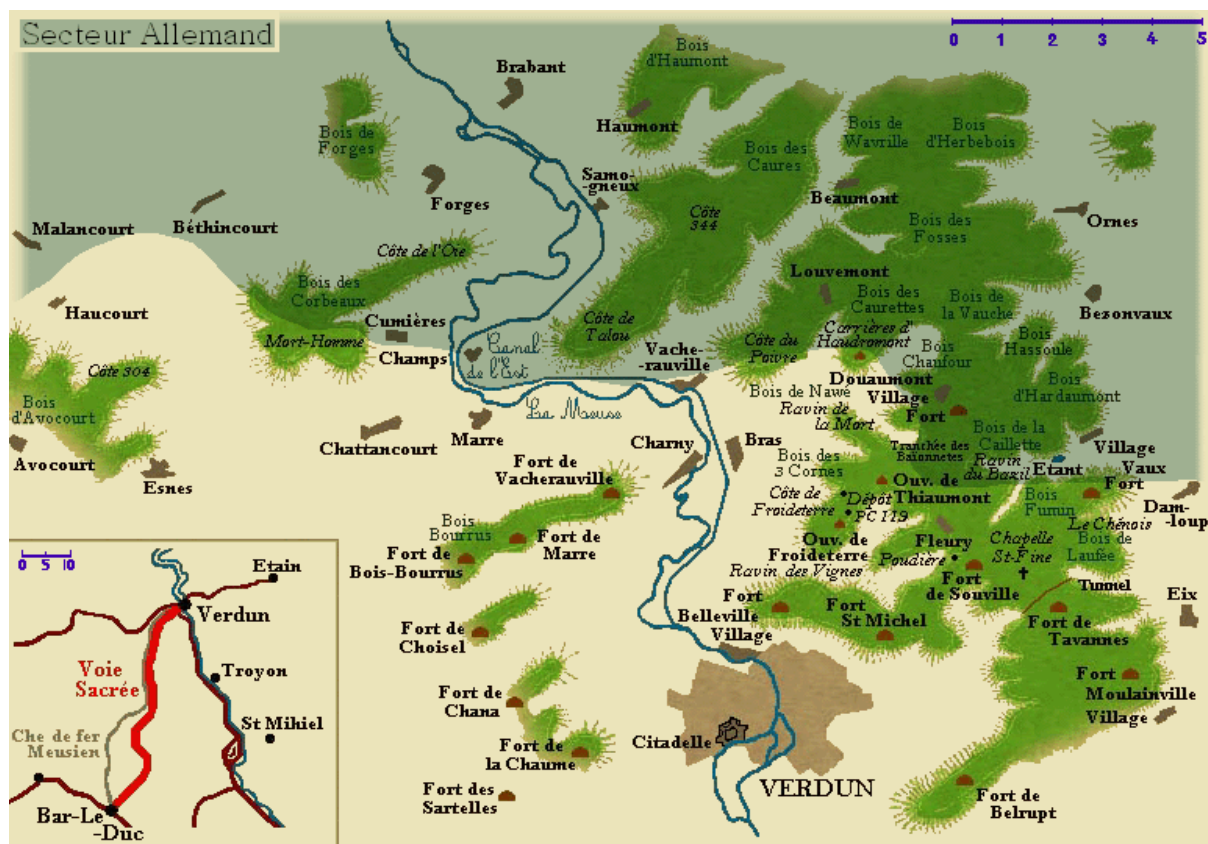 Secteur Allemand
0 1 2 3 4 5
Bois
d'Haumont
Brabant
Haumont
Bois de
Forges
Bois de
Wavrille
Bois
d'Herbebois
Bois des
Caures
Samo-
gneux
Forges
Beaumont
Béthincourt
Malancourt
Côte
344
Ornes
Bois des
Fosses
Côte de l'Oie
Louvemont
Bois des
Corbeaux
Bois des
Caurettes
Bois de
la Vauche
Bezonvaux
Haucourt
Cumières
Mort-Homme
Côte de
Talou
Carrières d'
Haudromont
Bois
Hassoule
Champs
Canal
de l'Est
Vache-
rauville
Côte du
Poivre
Bois
Chaufour
Côte 304
Bois
d'Avocourt
Bois de Nawé
Douaumont
Village
Bois
d'Hardaumont
La Meuse
Ravin de
la Mort
Fort
Marre
Chattancourt
Charny
Bras
Tranchée des
Baïonnetes
Bois de la
Caillette
Village
Vaux
Avocourt
Esnes
Fort de
Vacherauville
Bois des
3 Cornes
Ravin
du Bazil
Etant
Fort
Ouv. de
Thiaumont
Côte de
Froideterre
Dépôt
PC 119
Bois
Fumin
Dam-
loup
Bois
Bourrus
Fort de
Marre
Le Chénois
Bois de
Laufée
Fort de
Bois-Bourrus
Ouv. de
Froideterre
Fleury
Chapelle
St-Fine
Ravin des Vignes
Poudière
Fort
de Souville
Tunnel
Eix
Fort
Belleville
Village
Fort
St Michel
Fort de
Tavannes
Fort de
Choisel
Fort
Moulainville
Village
Fort de
Chana
Citadelle
VERDUN
Fort de
la Chaume
Fort des
Sartelles
Fort de
Belrupt
0 5 10
Etain
Verdun
Voie
Sacrée
Troyon
St Mihiel
Che de fer
Meusien
Bar-Le
-Duc